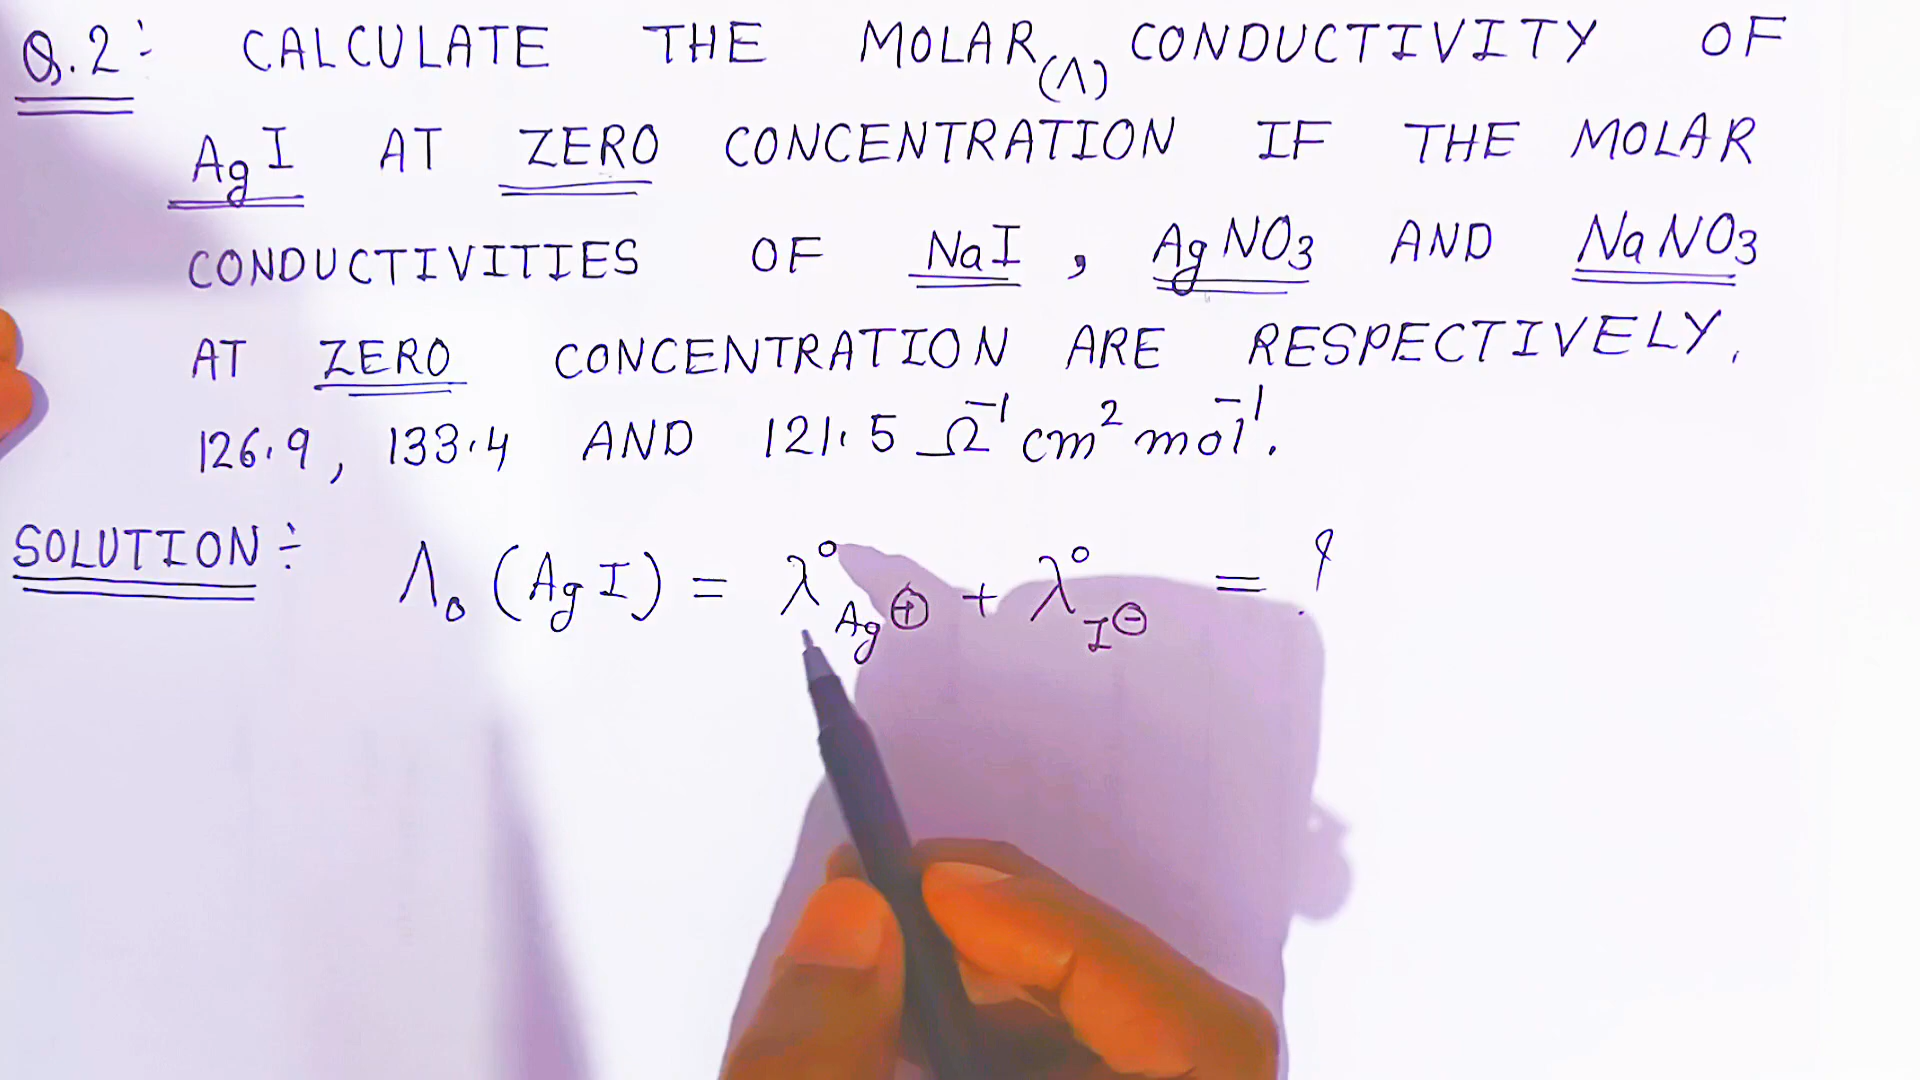 Q.2:- CALCULATE THE MOLAR(Λ) CONDUCTIVITY OF
AgI AT ZERO CONCENTRATION IF THE MOLAR
CONDUCTIVITIES OF NaI, AgNO3 AND NaNO3
AT ZERO CONCENTRATION ARE RESPECTIVELY,
126.9, 133.4 AND 121.5 Ω⁻¹ cm² mol⁻¹.
SOLUTION÷ Λ₀ (AgI) = λ°Ag⊕ + λ°I⊖ = ?